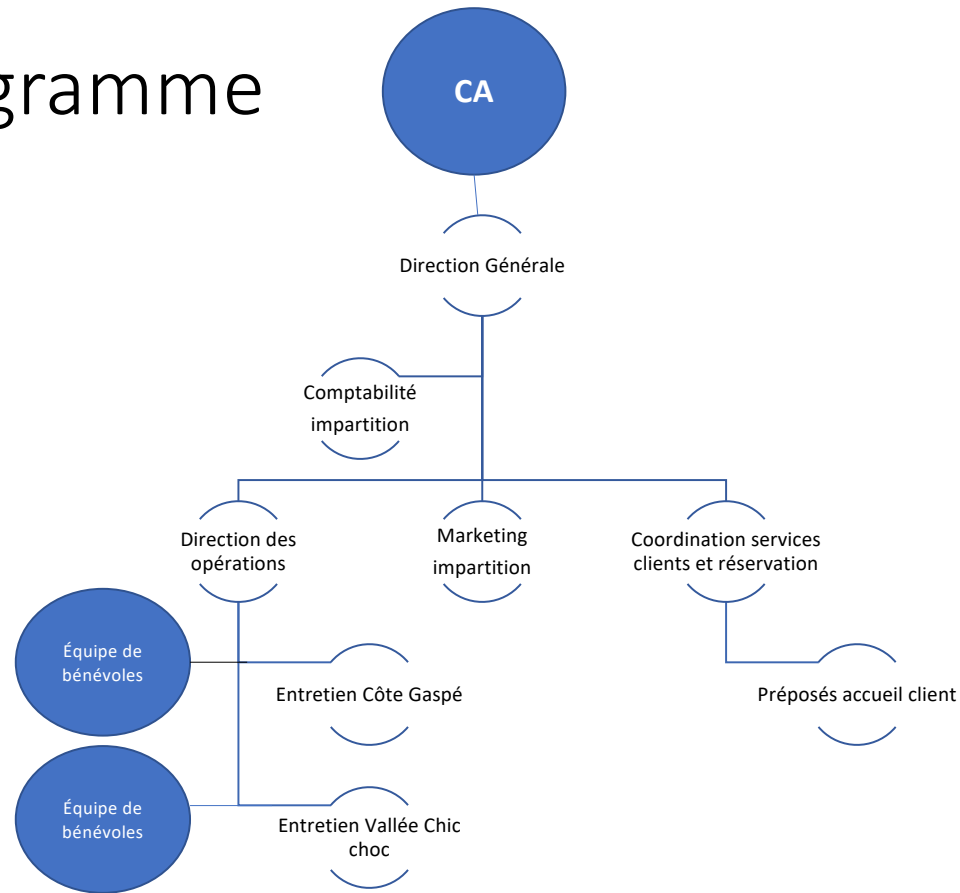 gramme
CA
Direction Générale
Comptabilité
impartition
Direction des
opérations
Marketing
impartition
Coordination services
clients et réservation
Équipe de
bénévoles
Entretien Côte Gaspé
Préposés accueil client
Équipe de
bénévoles
Entretien Vallée Chic
choc